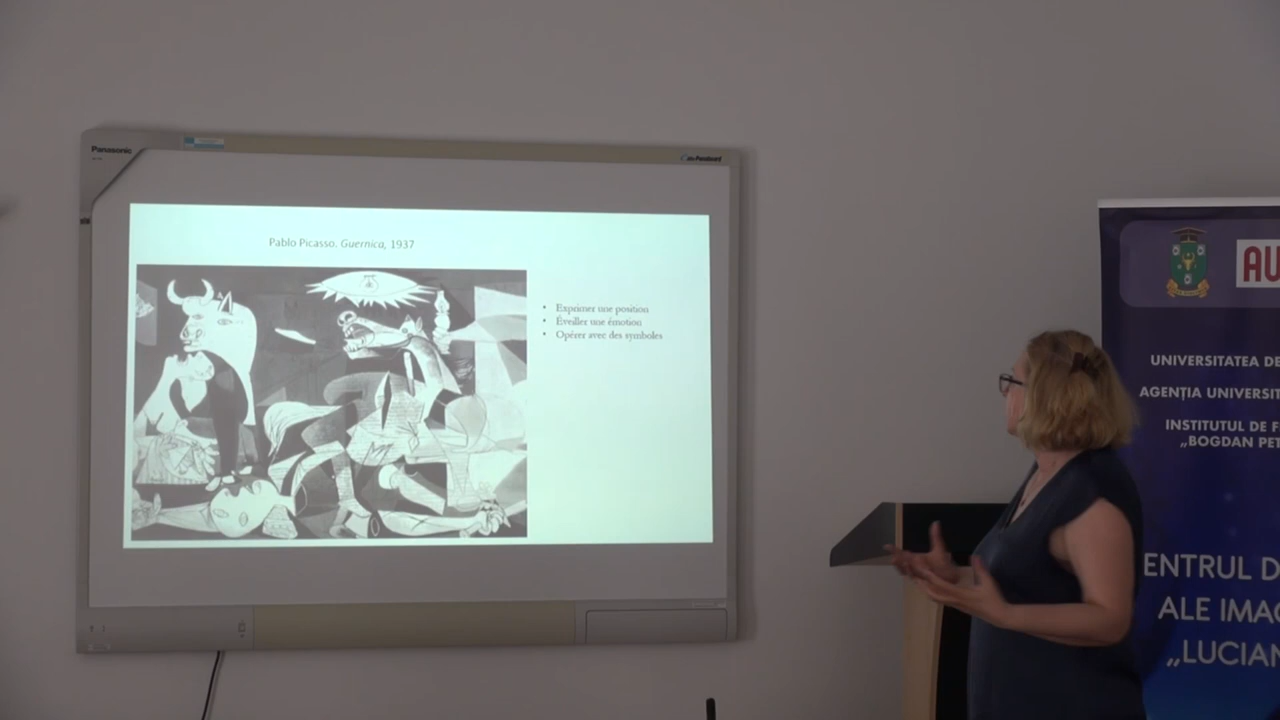 Panasonic
Pablo Picasso. Guernica, 1937
• Exprimer une position
• Éveiller une émotion
• Opérer avec des symboles
AU
UNIVERSITATEA DE
AGENȚIA UNIVERSIT
INSTITUTUL DE F
„BOGDAN PET
ENTRUL D
ALE IMAG
„LUCIAN